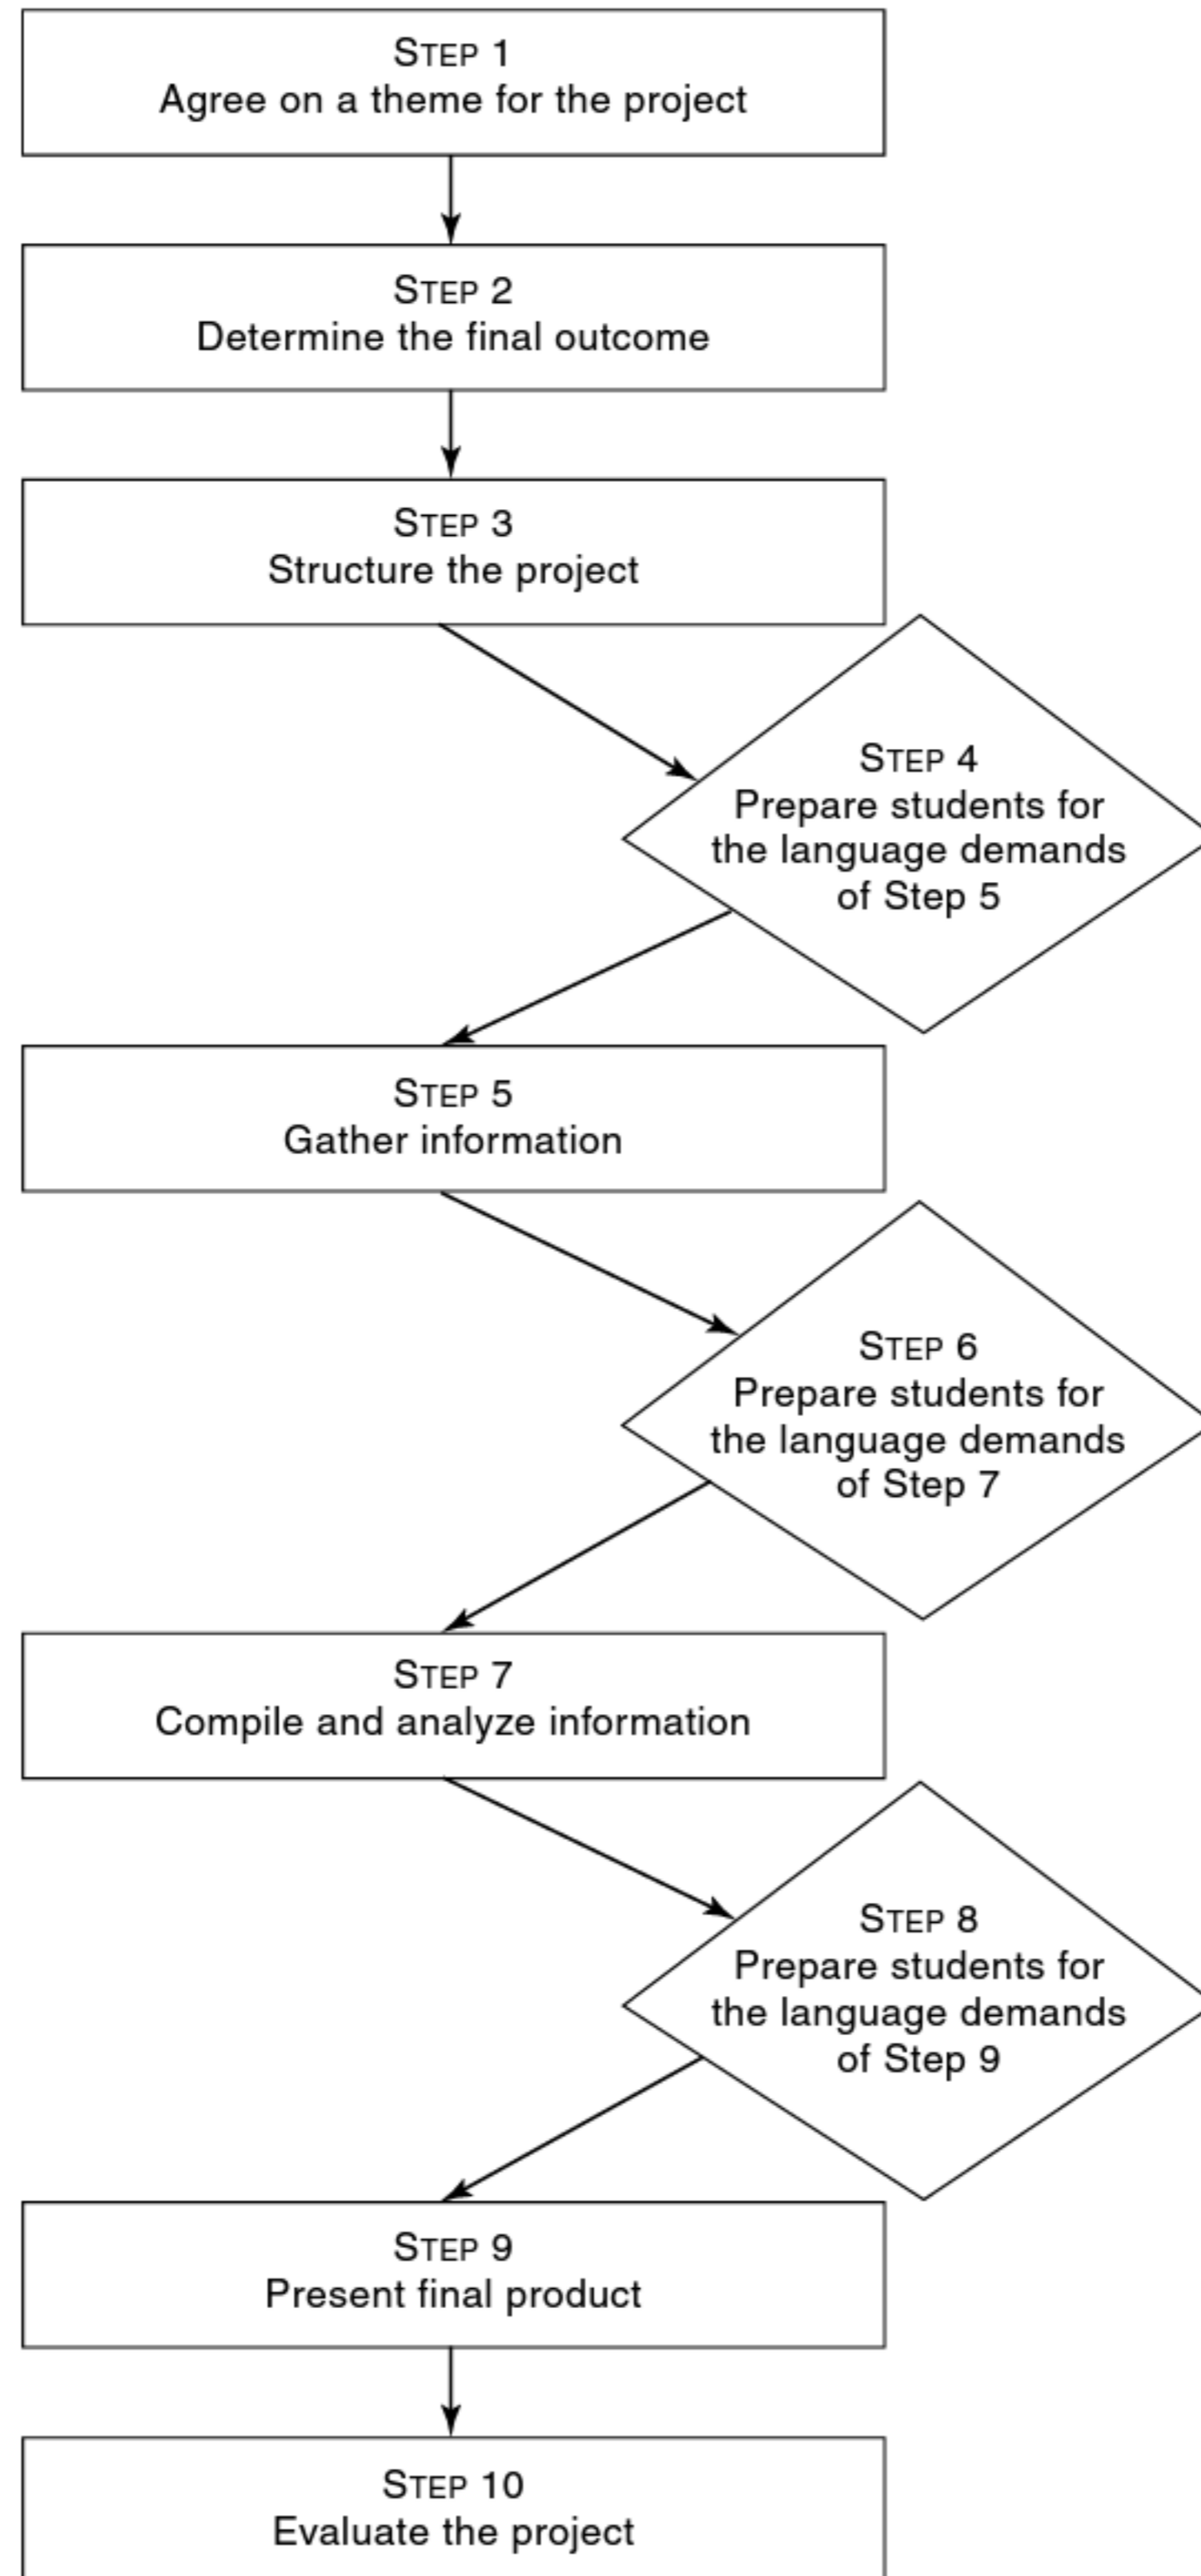 STEP 1
Agree on a theme for the project
STEP 2
Determine the final outcome
STEP 3
Structure the project
STEP 4
Prepare students for
the language demands
of Step 5
STEP 5
Gather information
STEP 6
Prepare students for
the language demands
of Step 7
STEP 7
Compile and analyze information
STEP 8
Prepare students for
the language demands
of Step 9
STEP 9
Present final product
STEP 10
Evaluate the project